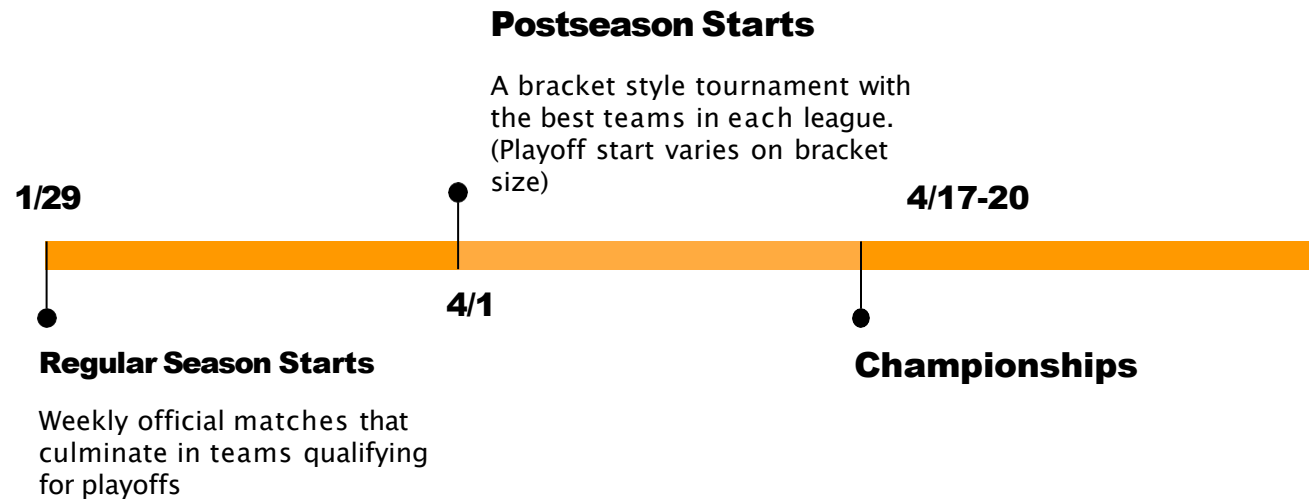 Postseason Starts
A bracket style tournament with
the best teams in each league.
(Playoff start varies on bracket
size)
1/29
4/17-20
4/1
Regular Season Starts
Championships
Weekly official matches that
culminate in teams qualifying
for playoffs